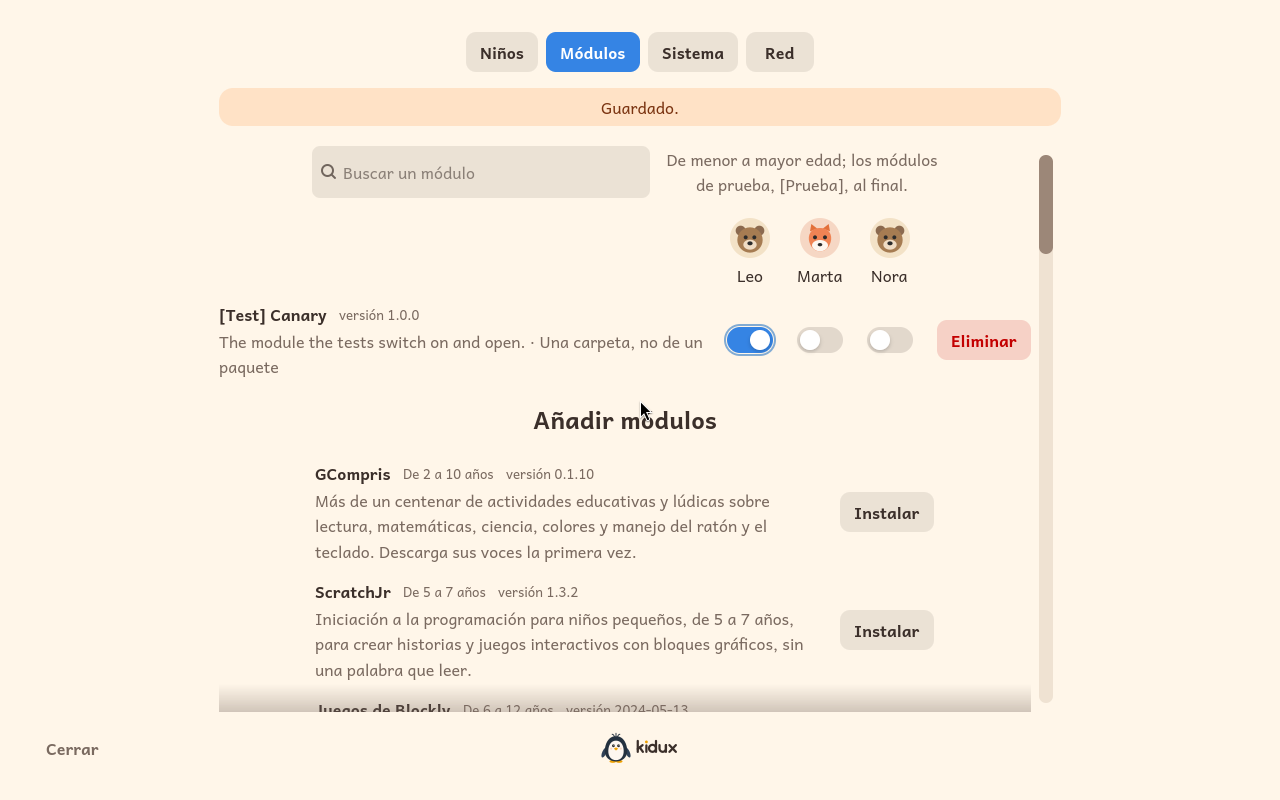 Niños Módulos Sistema Red
Guardado.
Buscar un módulo
De menor a mayor edad; los módulos
de prueba, [Prueba], al final.
Leo Marta Nora
[Test] Canary versión 1.0.0
The module the tests switch on and open. · Una carpeta, no de un
paquete
Eliminar
Añadir módulos
GCompris De 2 a 10 años versión 0.1.10
Más de un centenar de actividades educativas y lúdicas sobre
lectura, matemáticas, ciencia, colores y manejo del ratón y el
teclado. Descarga sus voces la primera vez.
Instalar
ScratchJr De 5 a 7 años versión 1.3.2
Iniciación a la programación para niños pequeños, de 5 a 7 años,
para crear historias y juegos interactivos con bloques gráficos, sin
una palabra que leer.
Instalar
Juegos de Blockly De 6 a 12 años versión 2024-05-13
Cerrar
kidux